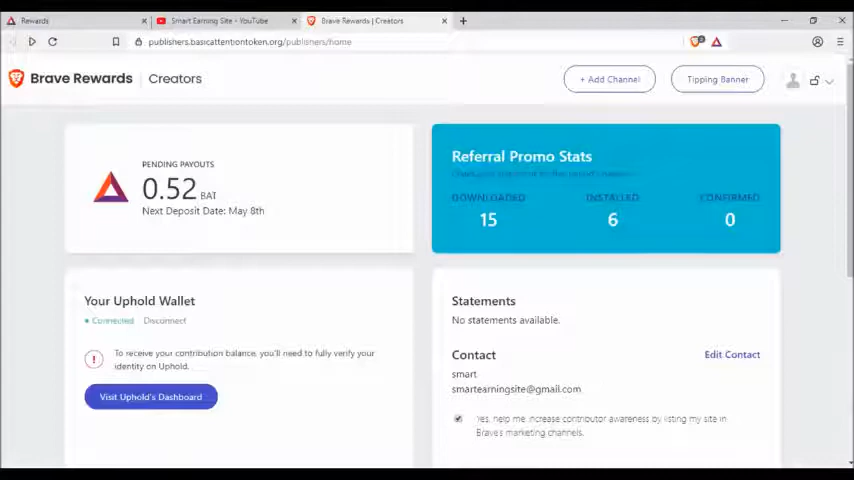 Rewards
Smart Earning Site - YouTube
Brave Rewards | Creators
publishers.basicattentiontoken.org/publishers/home
Brave Rewards Creators
+ Add Channel
Tipping Banner
PENDING PAYOUTS
0.52 BAT
Next Deposit Date: May 8th
Referral Promo Stats
DOWNLOADED INSTALLED CONFIRMED
15 6 0
Your Uphold Wallet
Connected Disconnect
To receive your contribution balance, you'll need to fully verify your
identity on Uphold.
Visit Uphold's Dashboard
Statements
No statements available.
Contact Edit Contact
smart
smartearningsite@gmail.com
Yes, help me increase contributor awareness by listing my site in
Brave's marketing channels.